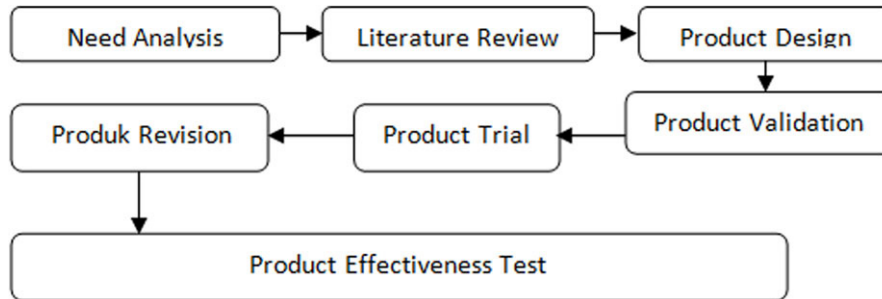 Need Analysis
Literature Review
Product Design
Product Validation
Product Trial
Produk Revision
Product Effectiveness Test